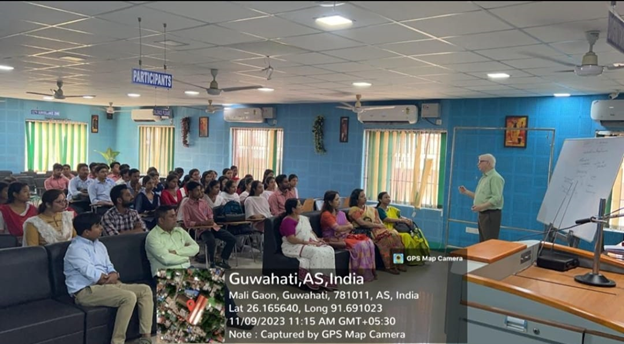 PARTICIPANTS
GPS Map Camera
Guwahati,AS,India
Mali Gaon, Guwahati, 781011, AS, India
Lat 26.165640, Long 91.691023
11/09/2023 11:15 AM GMT+05:30
Note : Captured by GPS Map Camera